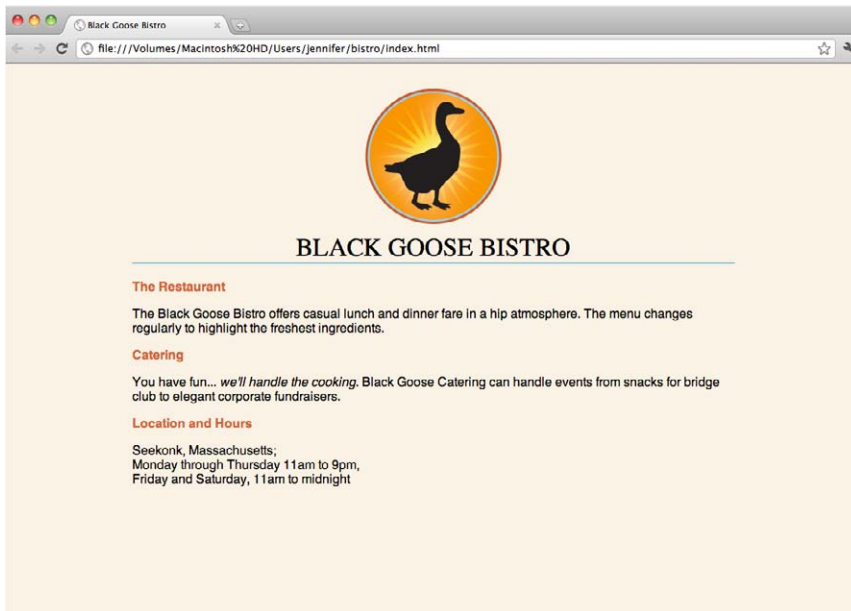 Black Goose Bistro
file:///Volumes/Macintosh%20HD/Users/jennifer/bistro/index.html
BLACK GOOSE BISTRO
The Restaurant
The Black Goose Bistro offers casual lunch and dinner fare in a hip atmosphere. The menu changes
regularly to highlight the freshest ingredients.
Catering
You have fun... we'll handle the cooking. Black Goose Catering can handle events from snacks for bridge
club to elegant corporate fundraisers.
Location and Hours
Seekonk, Massachusetts;
Monday through Thursday 11am to 9pm,
Friday and Saturday, 11am to midnight